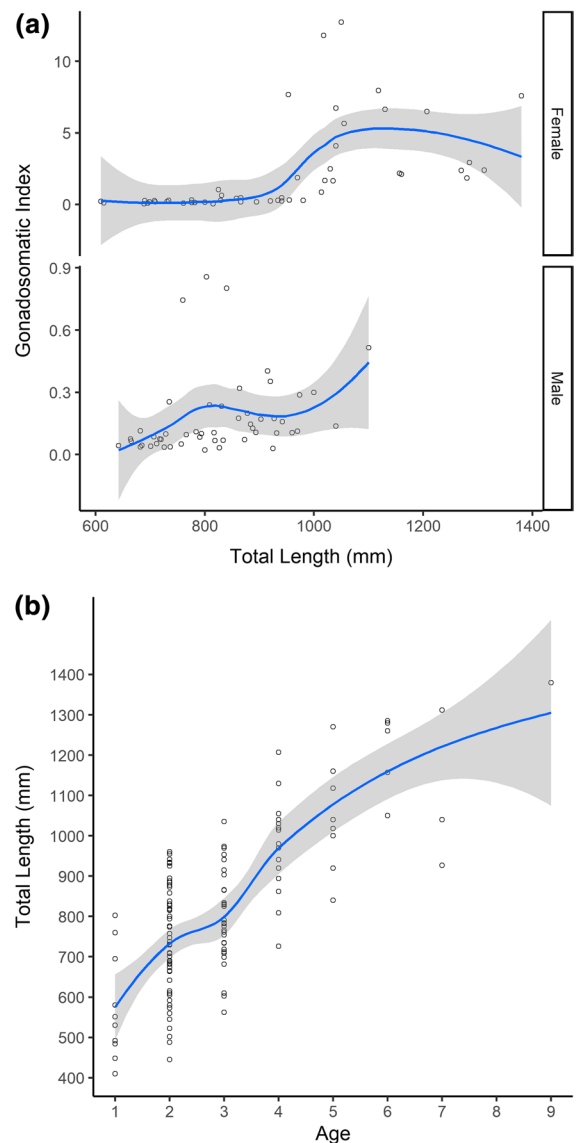 (a)
Gonadosomatic Index
10
5
0
Female
0.9
0.6
0.3
0.0
Male
600 800 1000 1200 1400
Total Length (mm)
(b)
Total Length (mm)
1400
1300
1200
1100
1000
900
800
700
600
500
400
1 2 3 4 5 6 7 8 9
Age